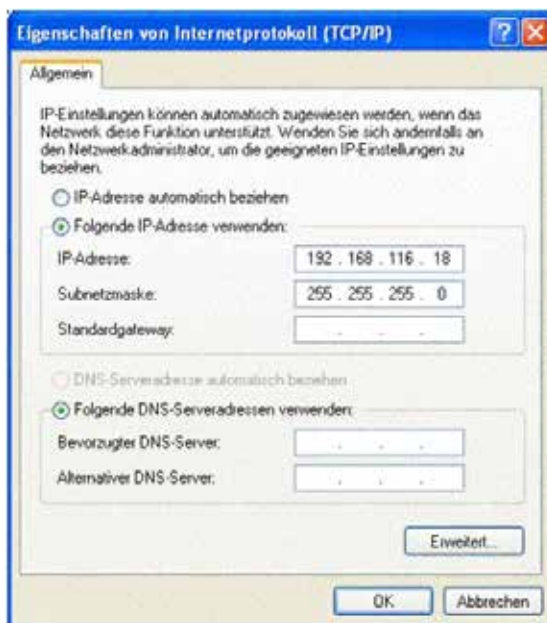 Eigenschaften von Internetprotokoll (TCP/IP)
Allgemein
IP-Einstellungen können automatisch zugewiesen werden, wenn das
Netzwerk diese Funktion unterstützt. Wenden Sie sich andernfalls an
den Netzwerkadministrator, um die geeigneten IP-Einstellungen zu
beziehen.
IP-Adresse automatisch beziehen
Folgende IP-Adresse verwenden:
IP-Adresse: 192 . 168 . 116 . 18
Subnetzmaske: 255 . 255 . 255 . 0
Standardgateway: . . .
DNS-Serveradresse automatisch beziehen
Folgende DNS-Serveradressen verwenden:
Bevorzugter DNS-Server: . . .
Alternativer DNS-Server: . . .
Erweitert...
OK Abbrechen